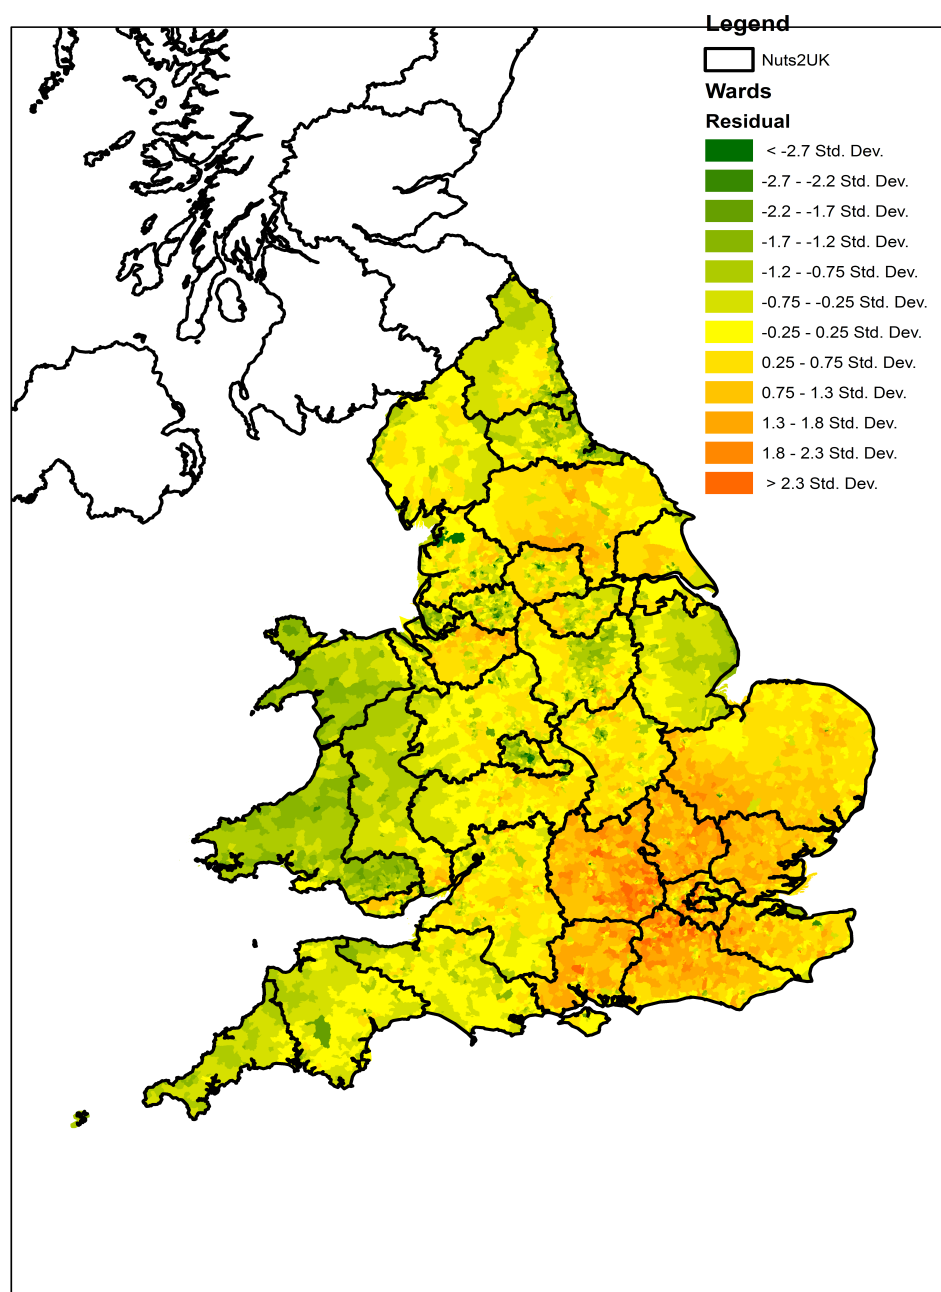 Legend
Nuts2UK
Wards
Residual
< -2.7 Std. Dev.
-2.7 - -2.2 Std. Dev.
-2.2 - -1.7 Std. Dev.
-1.7 - -1.2 Std. Dev.
-1.2 - -0.75 Std. Dev.
-0.75 - -0.25 Std. Dev.
-0.25 - 0.25 Std. Dev.
0.25 - 0.75 Std. Dev.
0.75 - 1.3 Std. Dev.
1.3 - 1.8 Std. Dev.
1.8 - 2.3 Std. Dev.
> 2.3 Std. Dev.